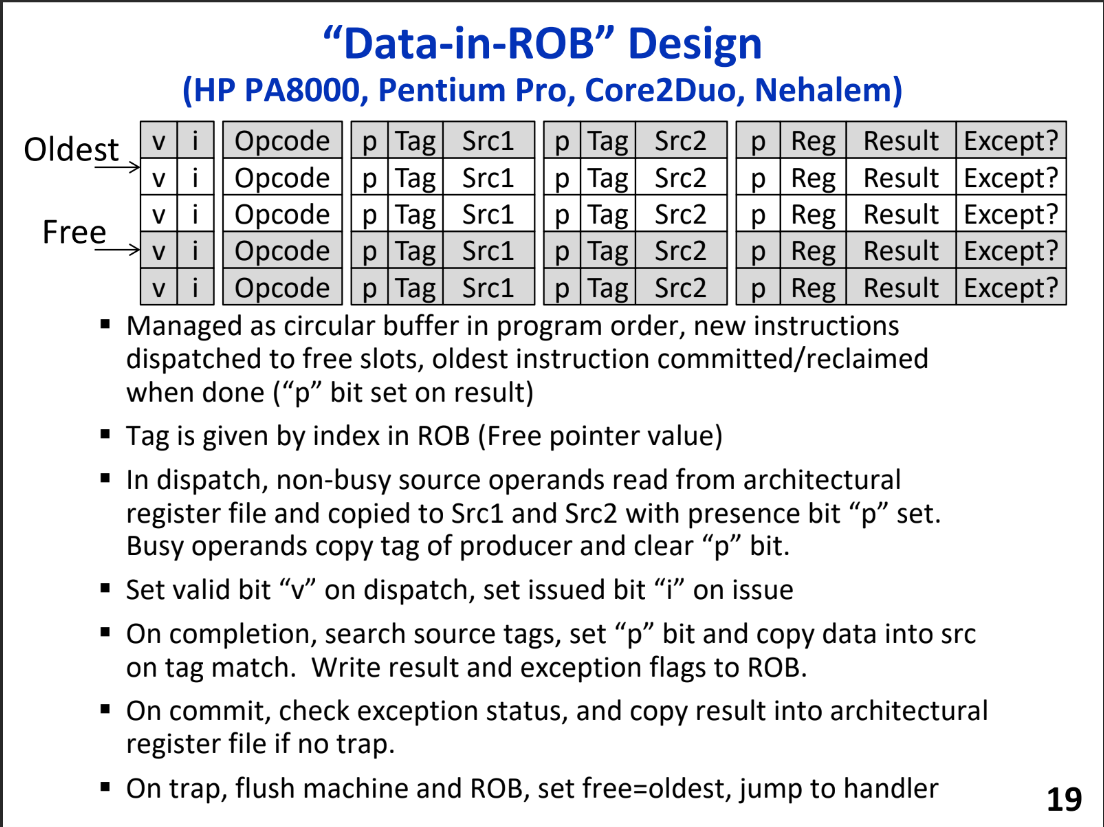 “Data-in-ROB” Design
(HP PA8000, Pentium Pro, Core2Duo, Nehalem)
Oldest
v i Opcode p Tag Src1 p Tag Src2 p Reg Result Except?
v i Opcode p Tag Src1 p Tag Src2 p Reg Result Except?
v i Opcode p Tag Src1 p Tag Src2 p Reg Result Except?
Free
v i Opcode p Tag Src1 p Tag Src2 p Reg Result Except?
v i Opcode p Tag Src1 p Tag Src2 p Reg Result Except?
▪ Managed as circular buffer in program order, new instructions
dispatched to free slots, oldest instruction committed/reclaimed
when done (“p” bit set on result)
▪ Tag is given by index in ROB (Free pointer value)
▪ In dispatch, non-busy source operands read from architectural
register file and copied to Src1 and Src2 with presence bit “p” set.
Busy operands copy tag of producer and clear “p” bit.
▪ Set valid bit “v” on dispatch, set issued bit “i” on issue
▪ On completion, search source tags, set “p” bit and copy data into src
on tag match.  Write result and exception flags to ROB.
▪ On commit, check exception status, and copy result into architectural
register file if no trap.
▪ On trap, flush machine and ROB, set free=oldest, jump to handler
19